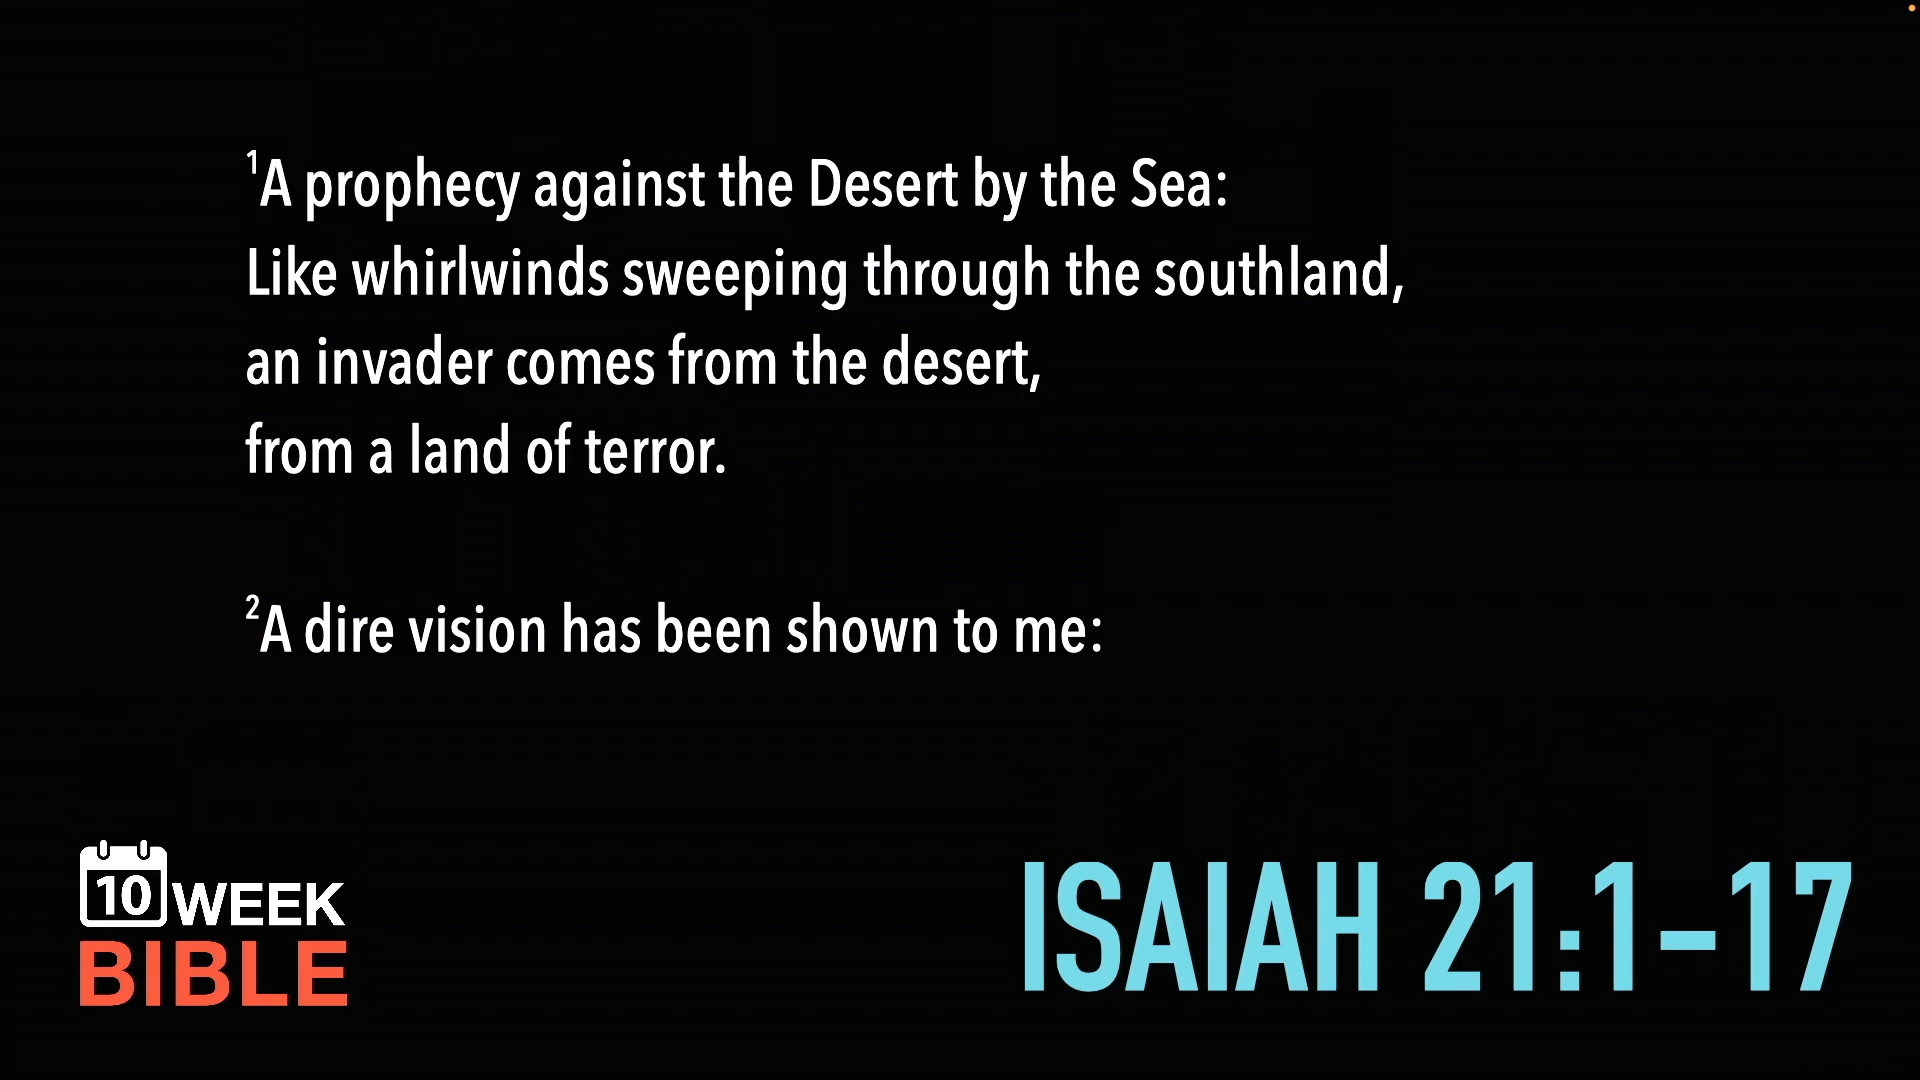 ¹A prophecy against the Desert by the Sea:
Like whirlwinds sweeping through the southland,
an invader comes from the desert,
from a land of terror.
²A dire vision has been shown to me:
10 WEEK
BIBLE
ISAIAH 21:1–17